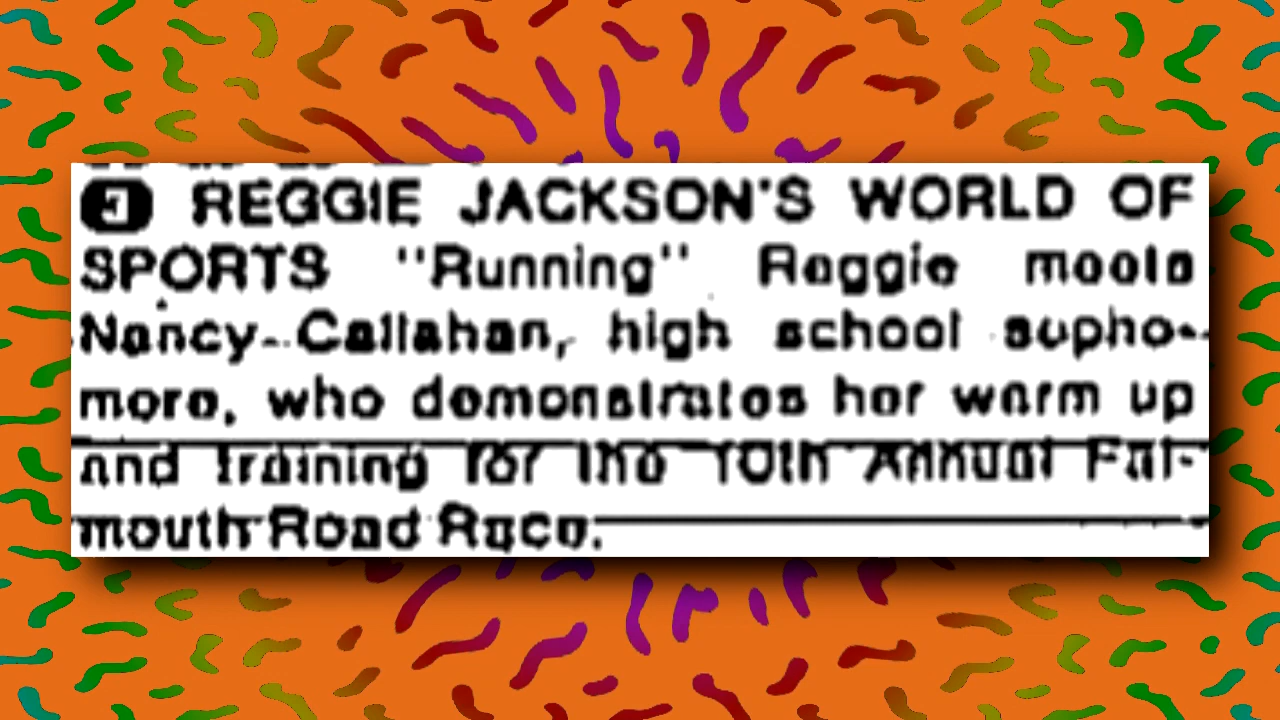 REGGIE JACKSON'S WORLD OF
SPORTS "Running" Reggie meets
Nancy Callahan, high school sopho-
more, who demonstrates her warm up
and training for the 10th Annual Fal-
mouth Road Race.